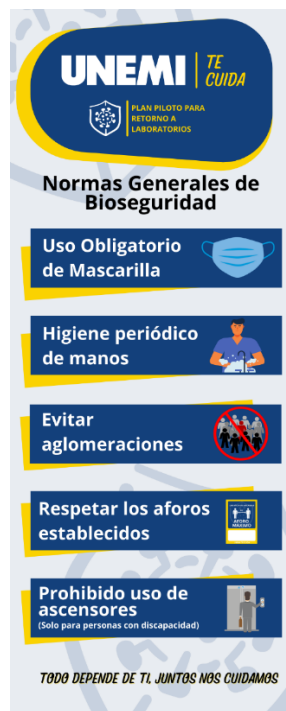 UNEMI
TE
CUIDA
PLAN PILOTO PARA
RETORNO A
LABORATORIOS
Normas Generales de
Bioseguridad
Uso Obligatorio
de Mascarilla
Higiene periódico
de manos
Evitar
aglomeraciones
Respetar los aforos
establecidos
AFORO
MÁXIMO
Prohibido uso de
ascensores
(Solo para personas con discapacidad)
TODO DEPENDE DE TI, JUNTOS NOS CUIDAMOS